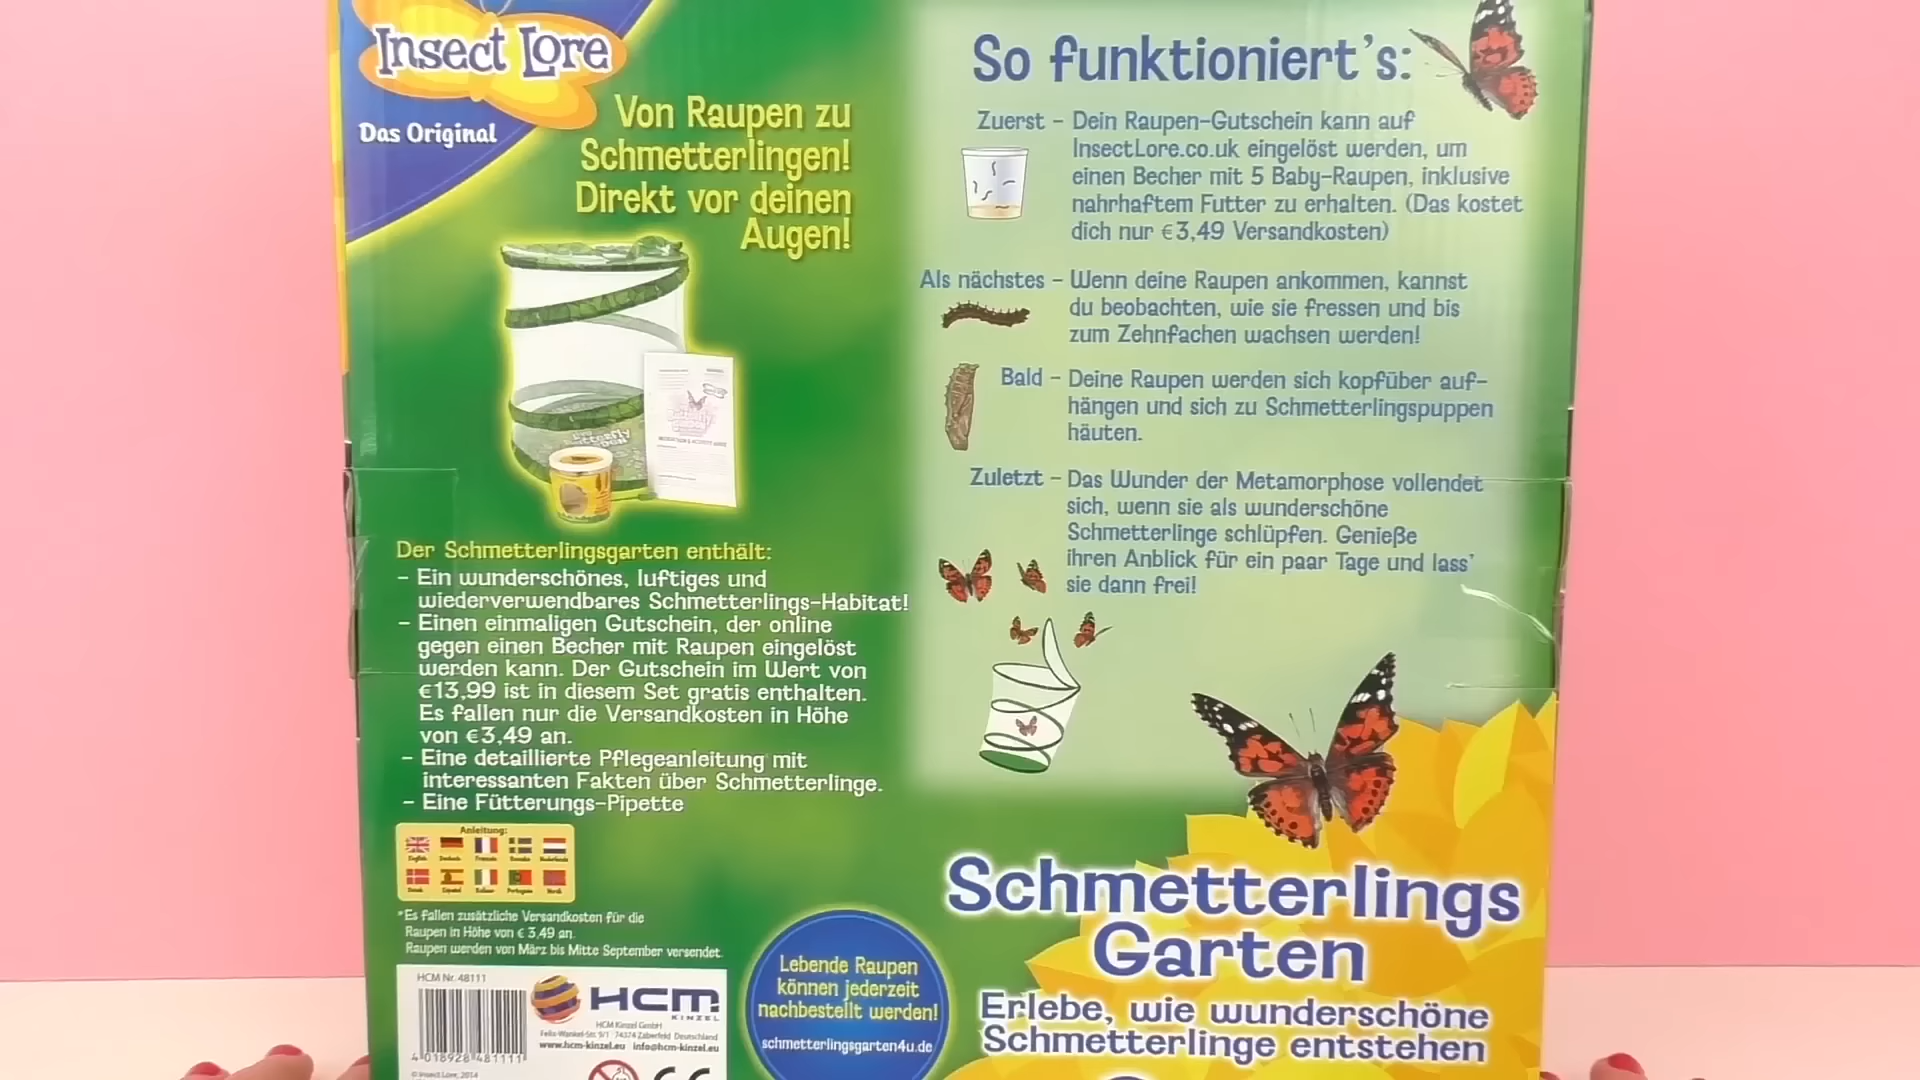 Insect Lore
Das Original
Von Raupen zu
Schmetterlingen!
Direkt vor deinen
Augen!
Der Schmetterlingsgarten enthält:
– Ein wunderschönes, luftiges und
wiederverwendbares Schmetterlings-Habitat!
– Einen einmaligen Gutschein, der online
gegen einen Becher mit Raupen eingelöst
werden kann. Der Gutschein im Wert von
€13,99 ist in diesem Set gratis enthalten.
Es fallen nur die Versandkosten in Höhe
von €3,49 an.
– Eine detaillierte Pflegeanleitung mit
interessanten Fakten über Schmetterlinge.
– Eine Fütterungs-Pipette
Anleitung:
*Es fallen zusätzliche Versandkosten für die
Raupen in Höhe von € 3,49 an.
Raupen werden von März bis Mitte September versendet.
HCM Nr. 48111
HCM
KINZEL
HCM Kinzel GmbH
www.hcm-kinzel.eu info@hcm-kinzel.eu
4 018928 481111
© Insect Lore, 2014
Lebende Raupen
können jederzeit
nachbestellt werden!
schmetterlingsgarten4u.de
So funktioniert's:
Zuerst – Dein Raupen-Gutschein kann auf
InsectLore.co.uk eingelöst werden, um
einen Becher mit 5 Baby-Raupen, inklusive
nahrhaftem Futter zu erhalten. (Das kostet
dich nur €3,49 Versandkosten)
Als nächstes – Wenn deine Raupen ankommen, kannst
du beobachten, wie sie fressen und bis
zum Zehnfachen wachsen werden!
Bald – Deine Raupen werden sich kopfüber auf-
hängen und sich zu Schmetterlingspuppen
häuten.
Zuletzt – Das Wunder der Metamorphose vollendet
sich, wenn sie als wunderschöne
Schmetterlinge schlüpfen. Genieße
ihren Anblick für ein paar Tage und lass'
sie dann frei!
Schmetterlings
Garten
Erlebe, wie wunderschöne
Schmetterlinge entstehen